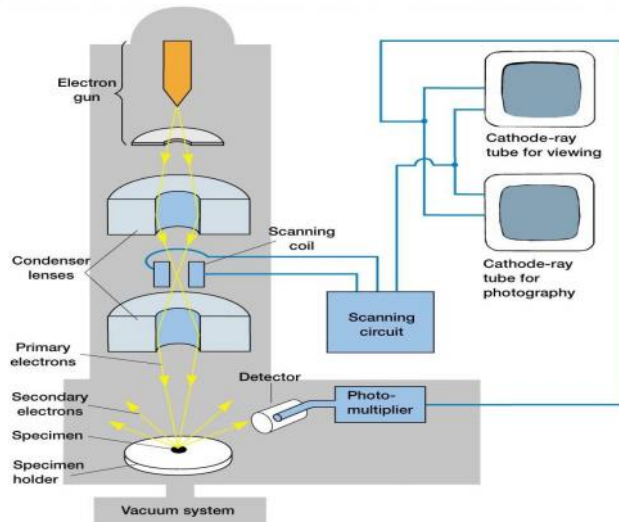 Electron
gun
Cathode-ray
tube for viewing
Scanning
coil
Condenser
lenses
Cathode-ray
tube for
photography
Scanning
circuit
Primary
electrons
Detector
Photo-
multiplier
Secondary
electrons
Specimen
Specimen
holder
Vacuum system